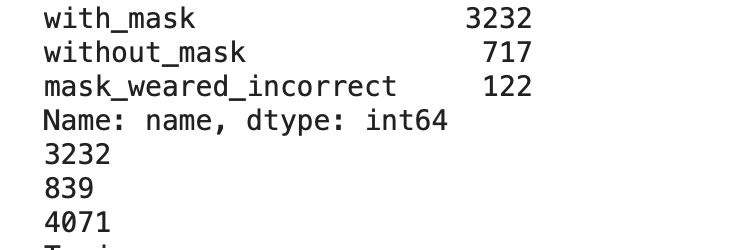 with_mask 3232
without_mask 717
mask_weared_incorrect 122
Name: name, dtype: int64
3232
839
4071